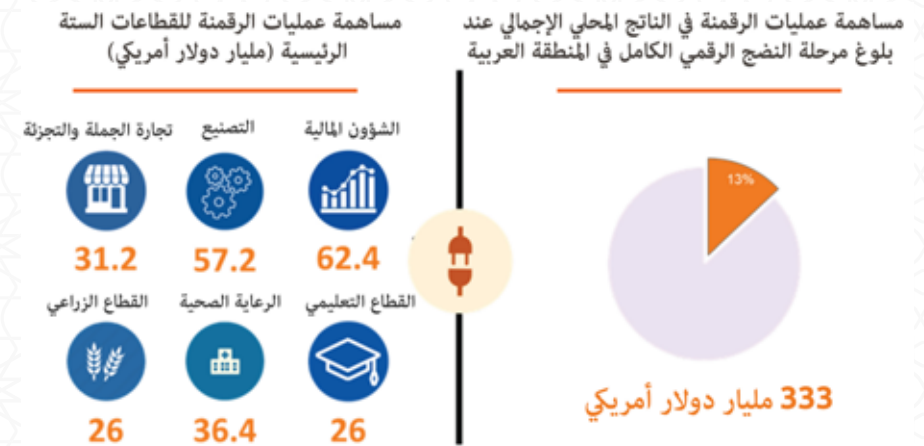 مساهمة عمليات الرقمنة في الناتج المحلي الإجمالي عند
بلوغ مرحلة النضج الرقمي الكامل في المنطقة العربية
13%
333 مليار دولار أمريكي
مساهمة عمليات الرقمنة للقطاعات الستة
الرئيسية (مليار دولار أمريكي)
الشؤون المالية
التصنيع
تجارة الجملة والتجزئة
62.4
57.2
31.2
القطاع التعليمي
الرعاية الصحية
القطاع الزراعي
26
36.4
26